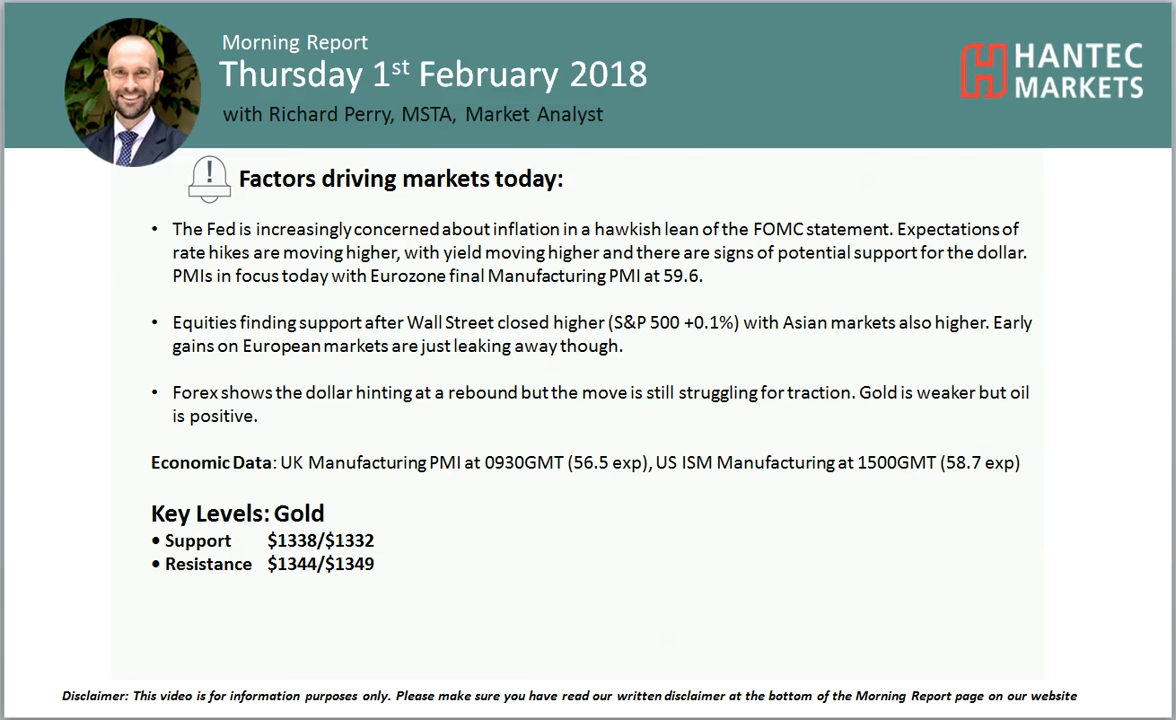 Morning Report
Thursday 1st February 2018
with Richard Perry, MSTA, Market Analyst
HANTEC
MARKETS
! Factors driving markets today:
• The Fed is increasingly concerned about inflation in a hawkish lean of the FOMC statement. Expectations of
rate hikes are moving higher, with yield moving higher and there are signs of potential support for the dollar.
PMIs in focus today with Eurozone final Manufacturing PMI at 59.6.
• Equities finding support after Wall Street closed higher (S&P 500 +0.1%) with Asian markets also higher. Early
gains on European markets are just leaking away though.
• Forex shows the dollar hinting at a rebound but the move is still struggling for traction. Gold is weaker but oil
is positive.
Economic Data: UK Manufacturing PMI at 0930GMT (56.5 exp), US ISM Manufacturing at 1500GMT (58.7 exp)
Key Levels: Gold
• Support $1338/$1332
• Resistance $1344/$1349
Disclaimer: This video is for information purposes only. Please make sure you have read our written disclaimer at the bottom of the Morning Report page on our website